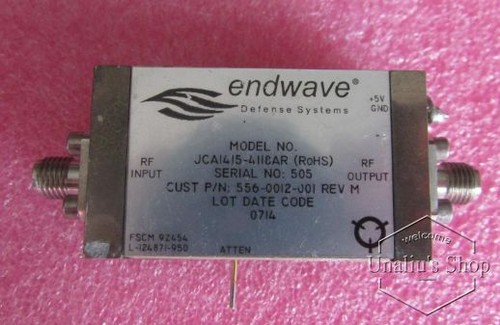 endwave®
Defense Systems
+5V
GND
MODEL NO.
JCA1415-4118AR (RoHS)
RF
INPUT
SERIAL NO: 505
RF
OUTPUT
CUST P/N: 556-0012-001 REV M
LOT DATE CODE
0714
FSCM 92454
L-124871-950
ATTEN
welcome
Unaliu's Shop